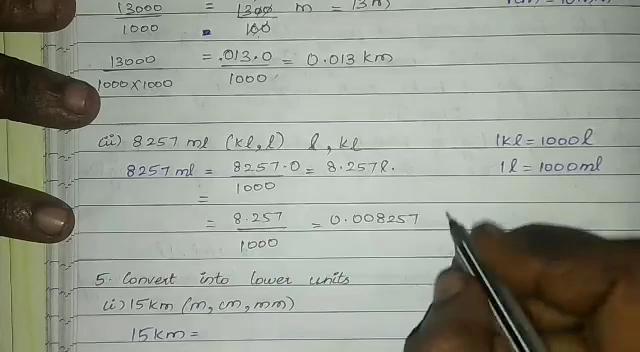 13000/1000 = 1300/100 m = 13m
13000/1000×1000 = .013.0/1000 = 0.013 km
(ii) 8257 ml (kl, l) l, kl
1kl = 1000l
8257 ml = 8257.0/1000 = 8.257l.
1l = 1000ml
=
= 8.257/1000 = 0.008257
5. Convert into lower units
(i) 15km (m, cm, mm)
15km =